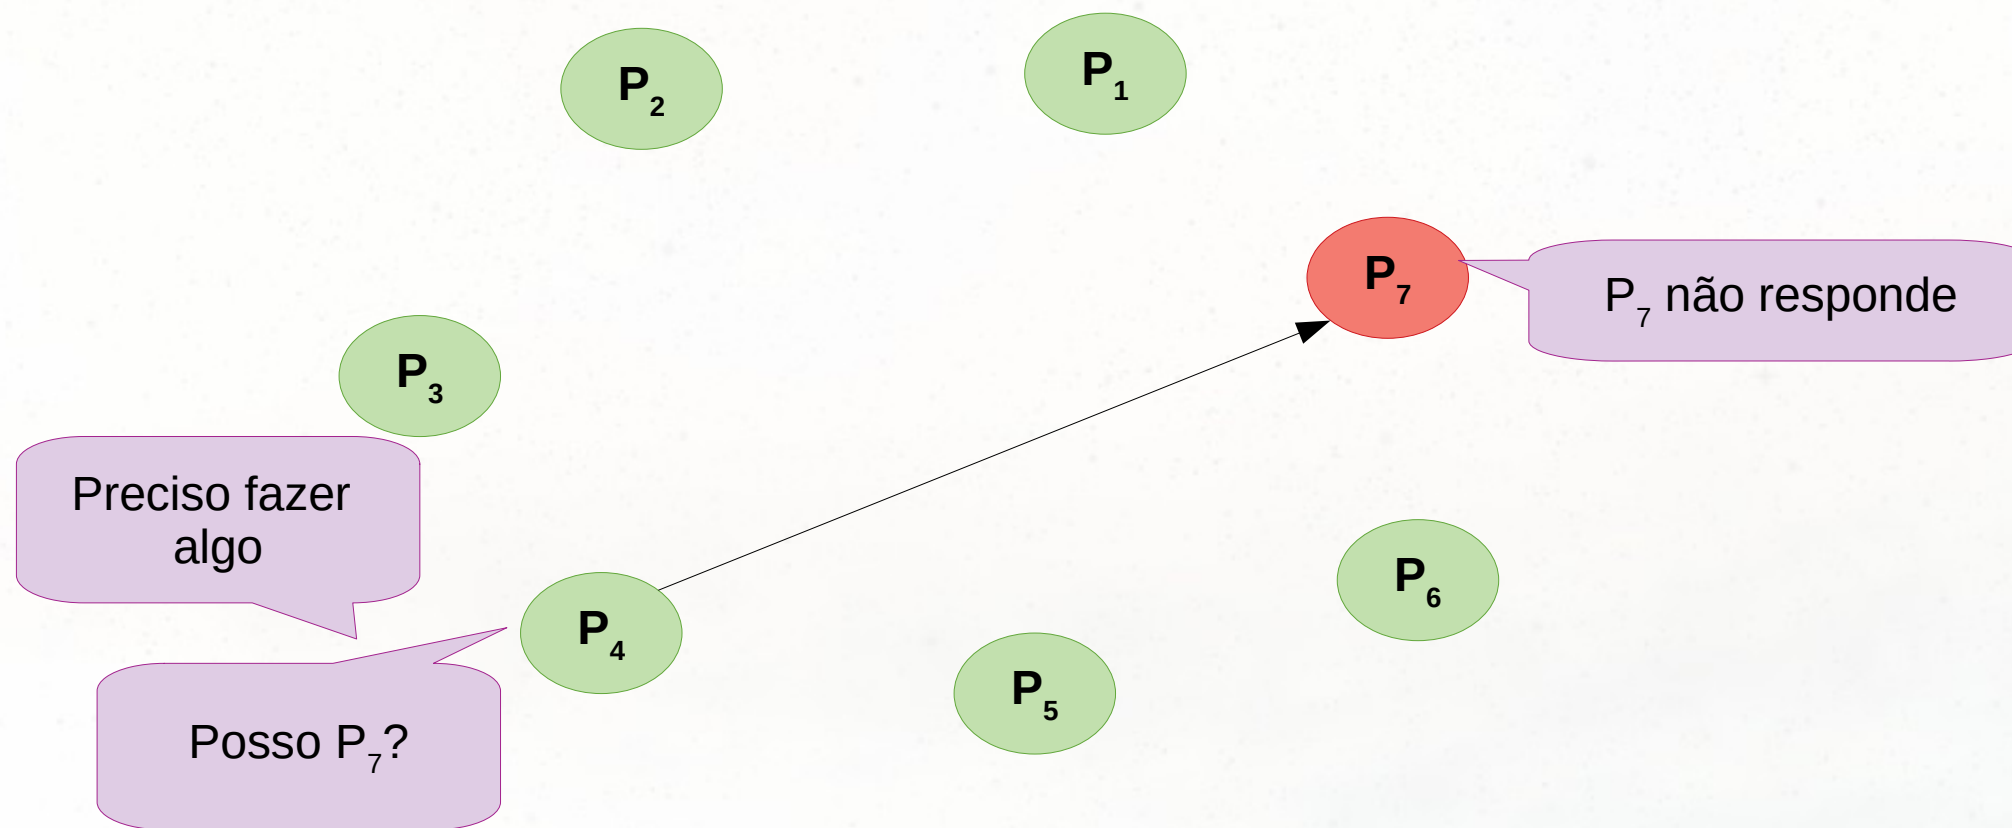 P2
P1
P7
P7 não responde
P3
Preciso fazer
algo
P4
P6
P5
Posso P7?